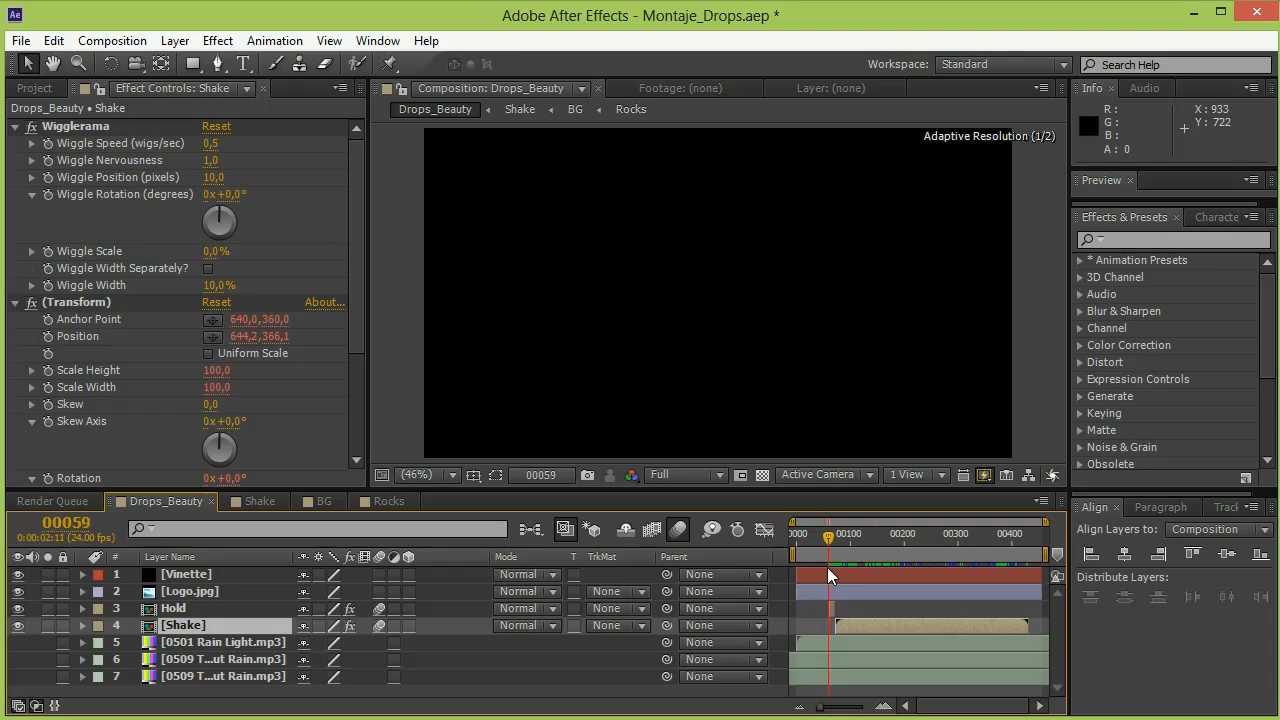 Adobe After Effects - Montaje_Drops.aep *
File Edit Composition Layer Effect Animation View Window Help
Workspace: Standard Search Help
Project Effect Controls: Shake Composition: Drops_Beauty Footage: (none) Layer: (none) Info Audio
Drops_Beauty • Shake
Drops_Beauty Shake BG Rocks
R: G: B: A: 0
X: 933
Y: 722
Adaptive Resolution (1/2)
Wigglerama Reset
Wiggle Speed (wigs/sec) 0,5
Wiggle Nervousness 1,0
Wiggle Position (pixels) 10,0
Wiggle Rotation (degrees) 0x+0,0°
Wiggle Scale 0,0%
Wiggle Width Separately?
Wiggle Width 10,0%
(Transform) Reset About...
Anchor Point 640,0,360,0
Position 644,2,366,1
Uniform Scale
Scale Height 100,0
Scale Width 100,0
Skew 0,0
Skew Axis 0x+0,0°
Rotation 0x+0,0°
(46%) 00059 Full Active Camera 1 View
Preview
Effects & Presets Characte
* Animation Presets
3D Channel
Audio
Blur & Sharpen
Channel
Color Correction
Distort
Expression Controls
Generate
Keying
Matte
Noise & Grain
Obsolete
Render Queue Drops_Beauty Shake BG Rocks
Align Paragraph Track
Align Layers to: Composition
Distribute Layers:
00059
0:00:02:11 (24.00 fps)
0000 00100 00200 00300 00400
# Layer Name Mode T TrkMat Parent
1 [Vinette] Normal None
2 [Logo.jpg] Normal None None
3 Hold Normal None None
4 [Shake] Normal None None
5 [0501 Rain Light.mp3] None
6 [0509 T...ut Rain.mp3] None
7 [0509 T...ut Rain.mp3] None